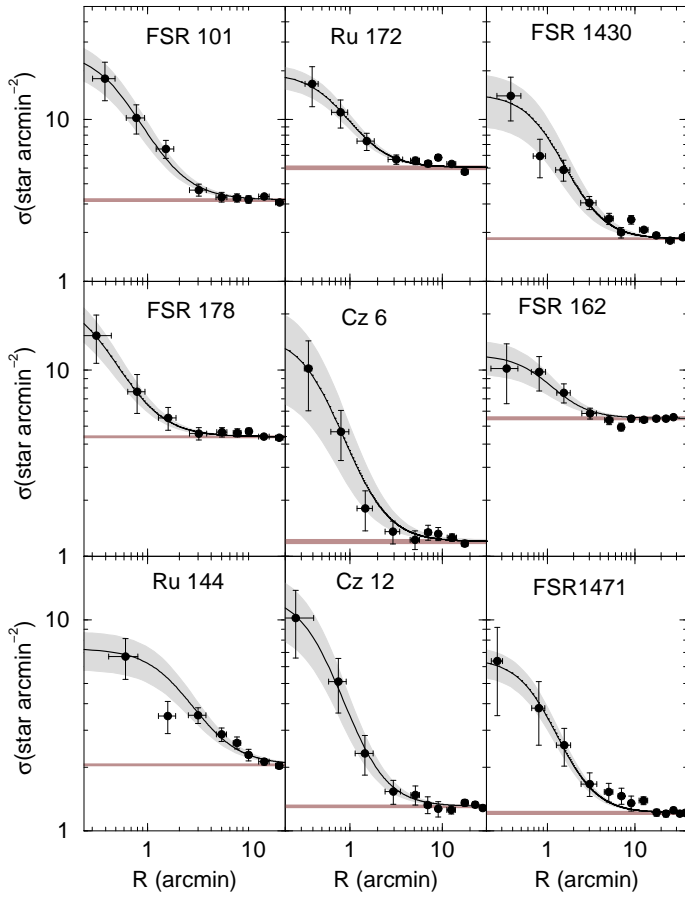 FSR 101 Ru 172 FSR 1430
10
σ(star arcmin−2)
1
FSR 178 Cz 6 FSR 162
10
σ(star arcmin−2)
1
Ru 144 Cz 12 FSR1471
10
σ(star arcmin−2)
1
1 10 1 10 1 10
R (arcmin) R (arcmin) R (arcmin)